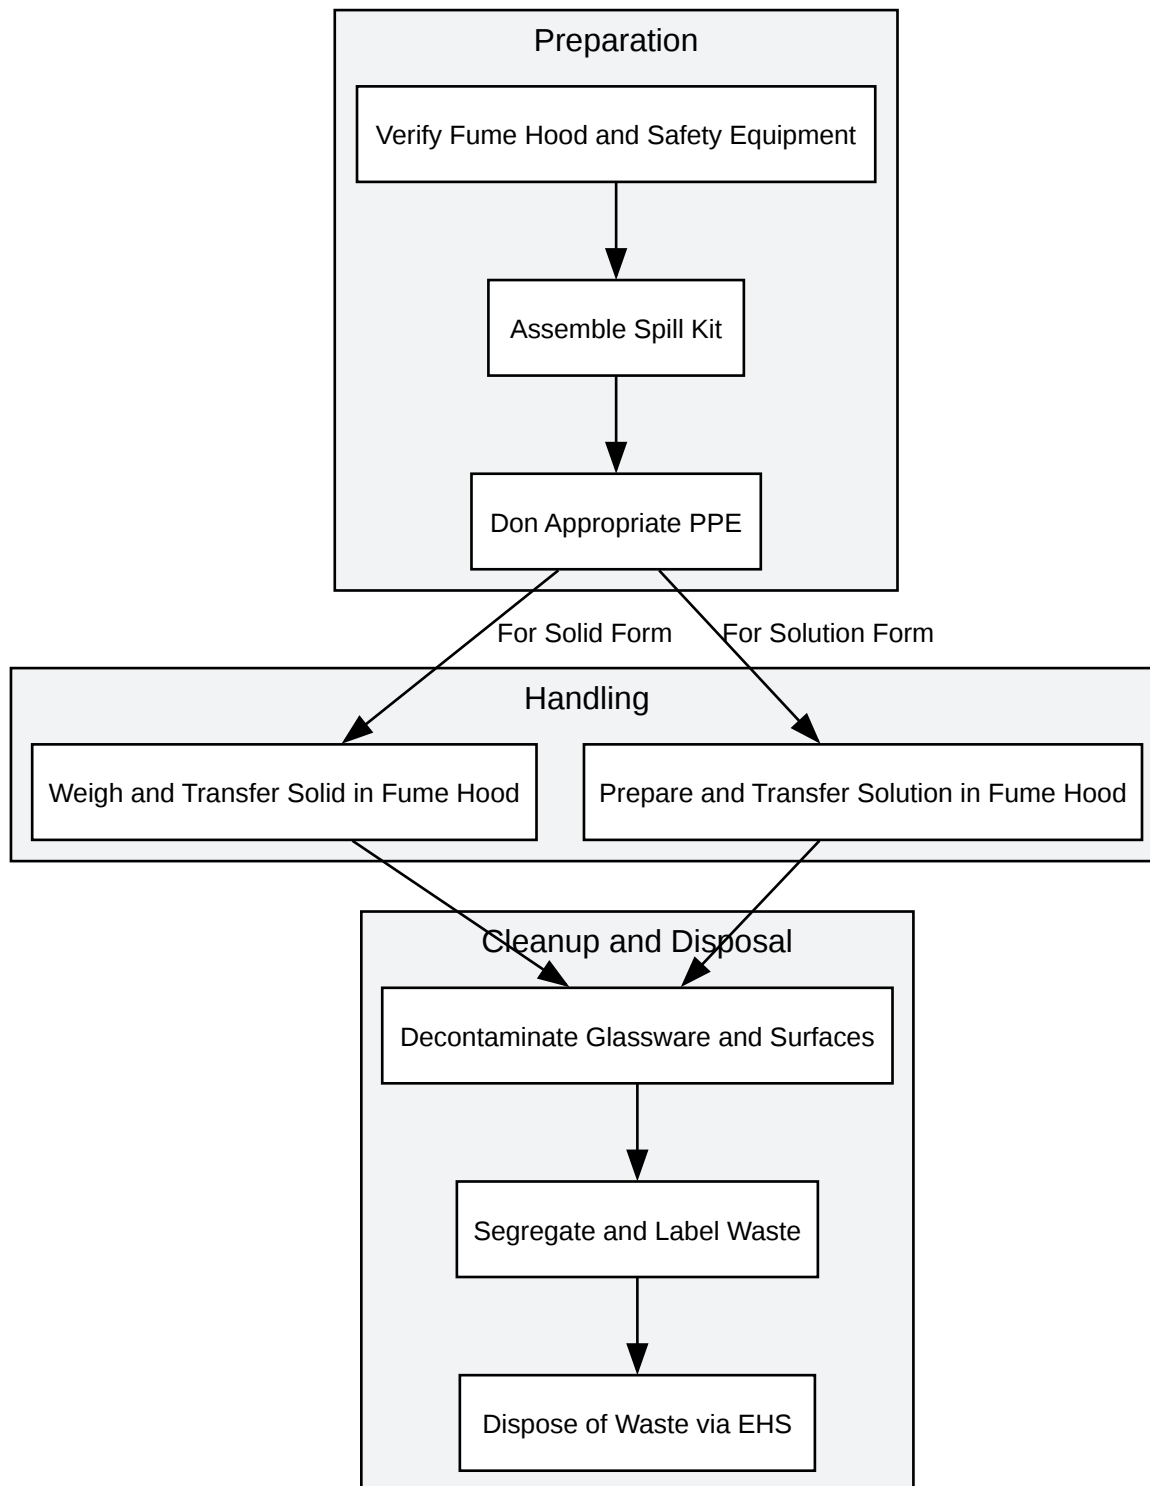 Preparation
Verify Fume Hood and Safety Equipment
Assemble Spill Kit
Don Appropriate PPE
For Solid Form
For Solution Form
Handling
Weigh and Transfer Solid in Fume Hood
Prepare and Transfer Solution in Fume Hood
Cleanup and Disposal
Decontaminate Glassware and Surfaces
Segregate and Label Waste
Dispose of Waste via EHS